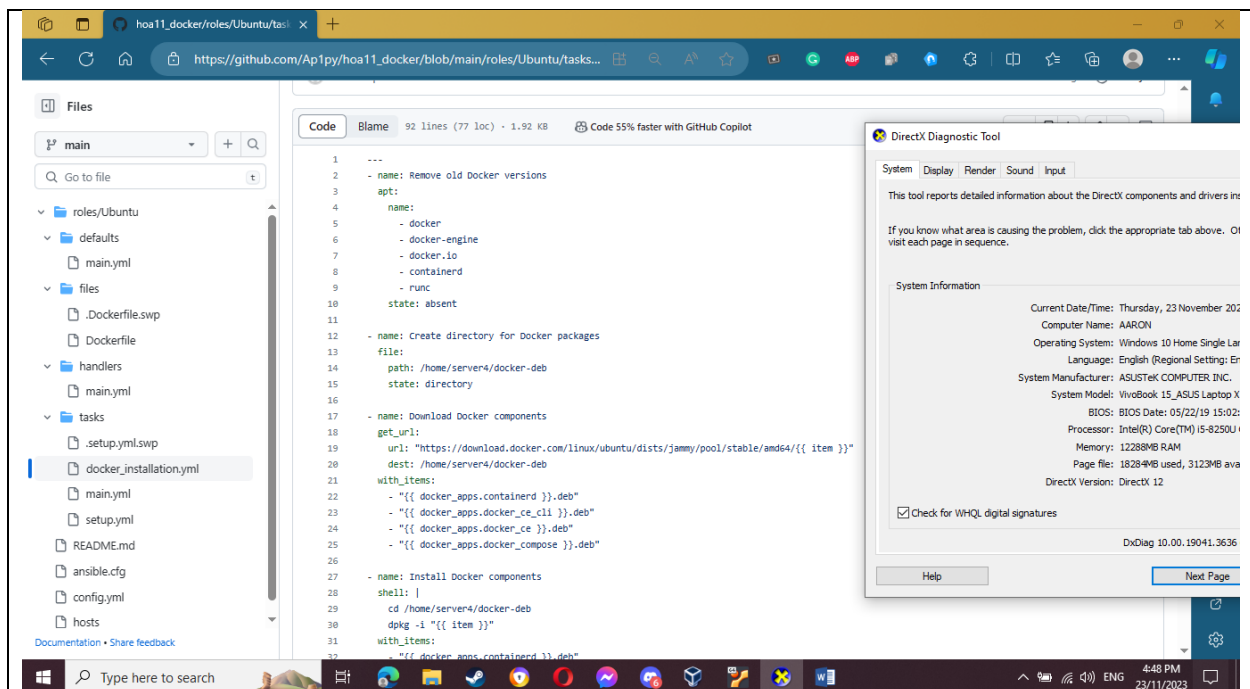 hoa11_docker/roles/Ubuntu/tas
https://github.com/Ap1py/hoa11_docker/blob/main/roles/Ubuntu/tasks...
ABP
Files
main
Go to file
t
roles/Ubuntu
defaults
main.yml
files
.Dockerfile.swp
Dockerfile
handlers
main.yml
tasks
.setup.yml.swp
docker_installation.yml
main.yml
setup.yml
README.md
ansible.cfg
config.yml
hosts
Documentation • Share feedback
Code Blame 92 lines (77 loc) · 1.92 KB Code 55% faster with GitHub Copilot
1 ---
2 - name: Remove old Docker versions
3 apt:
4 name:
5 - docker
6 - docker-engine
7 - docker.io
8 - containerd
9 - runc
10 state: absent
11
12 - name: Create directory for Docker packages
13 file:
14 path: /home/server4/docker-deb
15 state: directory
16
17 - name: Download Docker components
18 get_url:
19 url: "https://download.docker.com/linux/ubuntu/dists/jammy/pool/stable/amd64/{{ item }}"
20 dest: /home/server4/docker-deb
21 with_items:
22 - "{{ docker_apps.containerd }}.deb"
23 - "{{ docker_apps.docker_ce_cli }}.deb"
24 - "{{ docker_apps.docker_ce }}.deb"
25 - "{{ docker_apps.docker_compose }}.deb"
26
27 - name: Install Docker components
28 shell: |
29 cd /home/server4/docker-deb
30 dpkg -i "{{ item }}"
31 with_items:
32 - "{{ docker_apps.containerd }}.deb"
DirectX Diagnostic Tool
System Display Render Sound Input
This tool reports detailed information about the DirectX components and drivers ins
If you know what area is causing the problem, click the appropriate tab above. Ot
visit each page in sequence.
System Information
Current Date/Time: Thursday, 23 November 202
Computer Name: AARON
Operating System: Windows 10 Home Single Lan
Language: English (Regional Setting: En
System Manufacturer: ASUSTeK COMPUTER INC.
System Model: VivoBook 15_ASUS Laptop X
BIOS: BIOS Date: 05/22/19 15:02:
Processor: Intel(R) Core(TM) i5-8250U
Memory: 12288MB RAM
Page file: 18284MB used, 3123MB ava
DirectX Version: DirectX 12
Check for WHQL digital signatures
DxDiag 10.00.19041.3636
Help Next Page
Type here to search
ENG
4:48 PM
23/11/2023